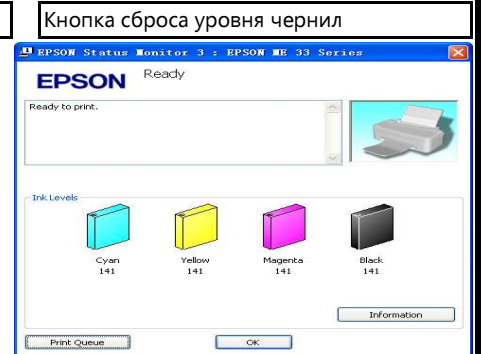 Кнопка сброса уровня чернил
EPSON Status Monitor 3 : EPSON ME 33 Series
EPSON
Ready
Ready to print.
Ink Levels
Cyan Yellow Magenta Black
141 141 141 141
Information
Print Queue OK